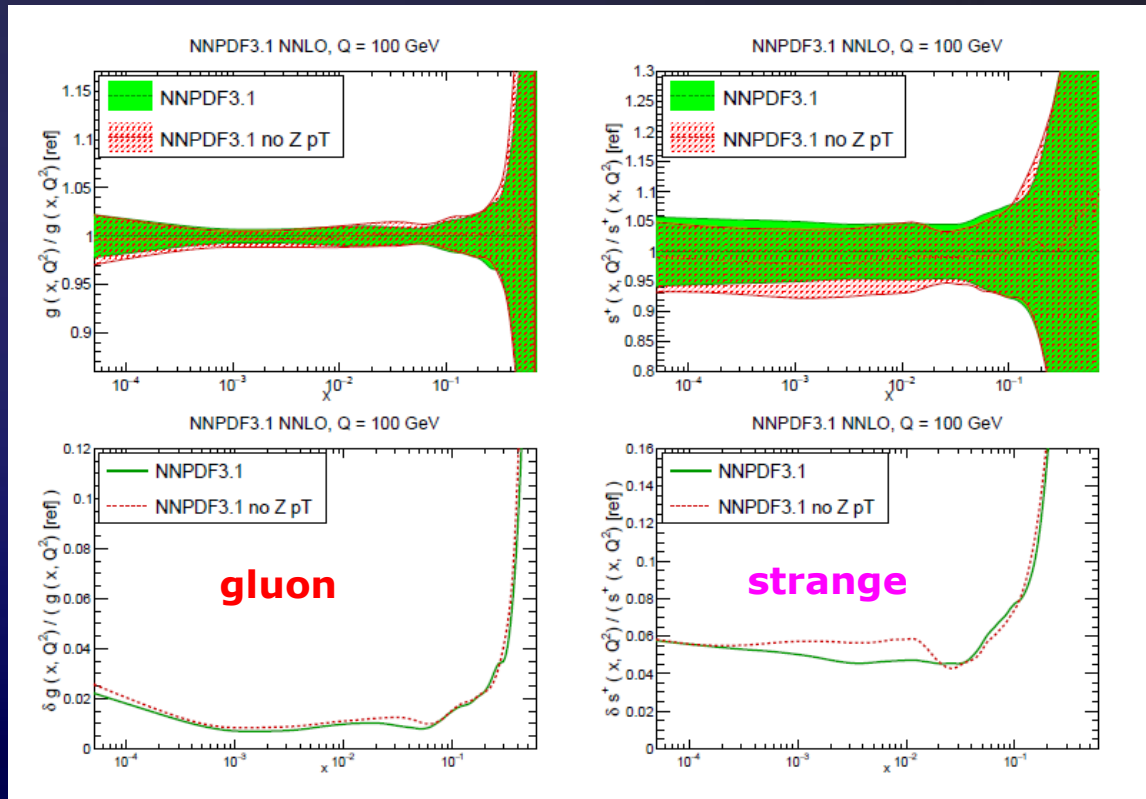 NNPDF3.1 NNLO, Q = 100 GeV
g ( x, Q²) / g ( x, Q²) [ref]
1.15
1.1
1.05
1
0.95
0.9
NNPDF3.1
NNPDF3.1 no Z pT
10⁻⁴
10⁻³
10⁻²
10⁻¹
x
NNPDF3.1 NNLO, Q = 100 GeV
s⁺ ( x, Q²) / s⁺ ( x, Q²) [ref]
1.3
1.25
1.2
1.15
1.1
1.05
1
0.95
0.9
0.85
0.8
NNPDF3.1
NNPDF3.1 no Z pT
10⁻⁴
10⁻³
10⁻²
10⁻¹
x
NNPDF3.1 NNLO, Q = 100 GeV
δ g ( x, Q²) / ( g ( x, Q²) [ref] )
0.12
0.1
0.08
0.06
0.04
0.02
0
NNPDF3.1
NNPDF3.1 no Z pT
gluon
10⁻⁴
10⁻³
10⁻²
10⁻¹
x
NNPDF3.1 NNLO, Q = 100 GeV
δ s⁺ ( x, Q²) / ( s⁺ ( x, Q²) [ref] )
0.16
0.14
0.12
0.1
0.08
0.06
0.04
0.02
0
NNPDF3.1
NNPDF3.1 no Z pT
strange
10⁻⁴
10⁻³
10⁻²
10⁻¹
x